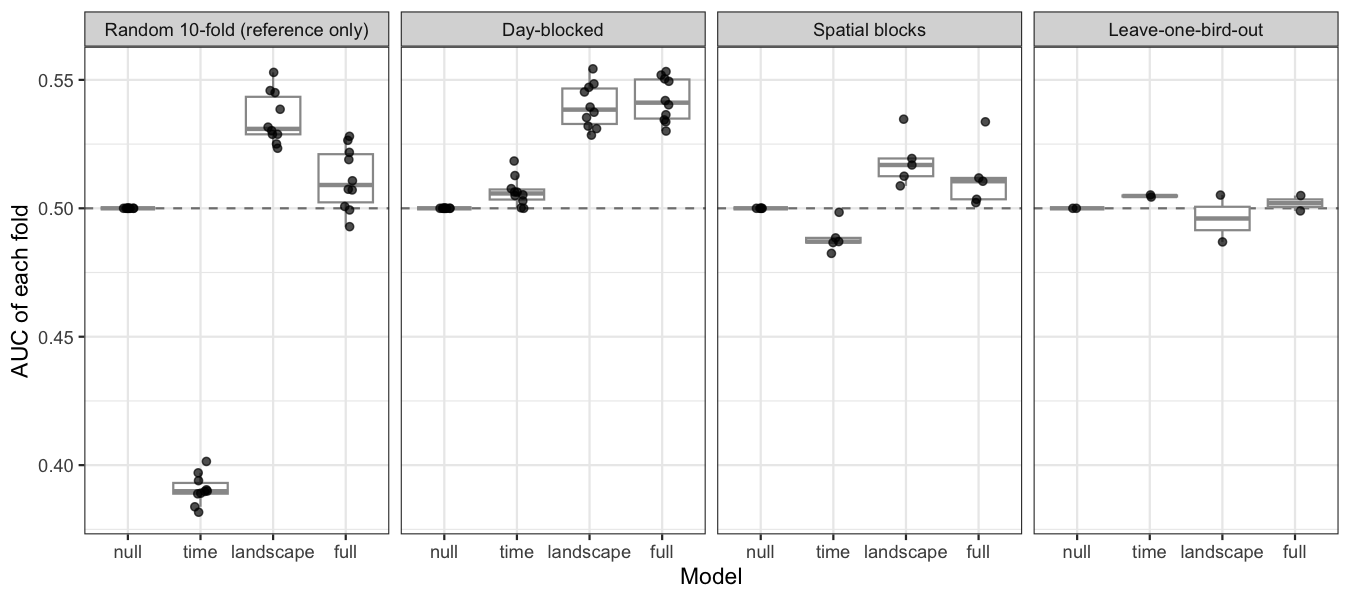 Random 10-fold (reference only)
Day-blocked
Spatial blocks
Leave-one-bird-out
AUC of each fold
0.55
0.50
0.45
0.40
null time landscape full
null time landscape full
null time landscape full
null time landscape full
Model